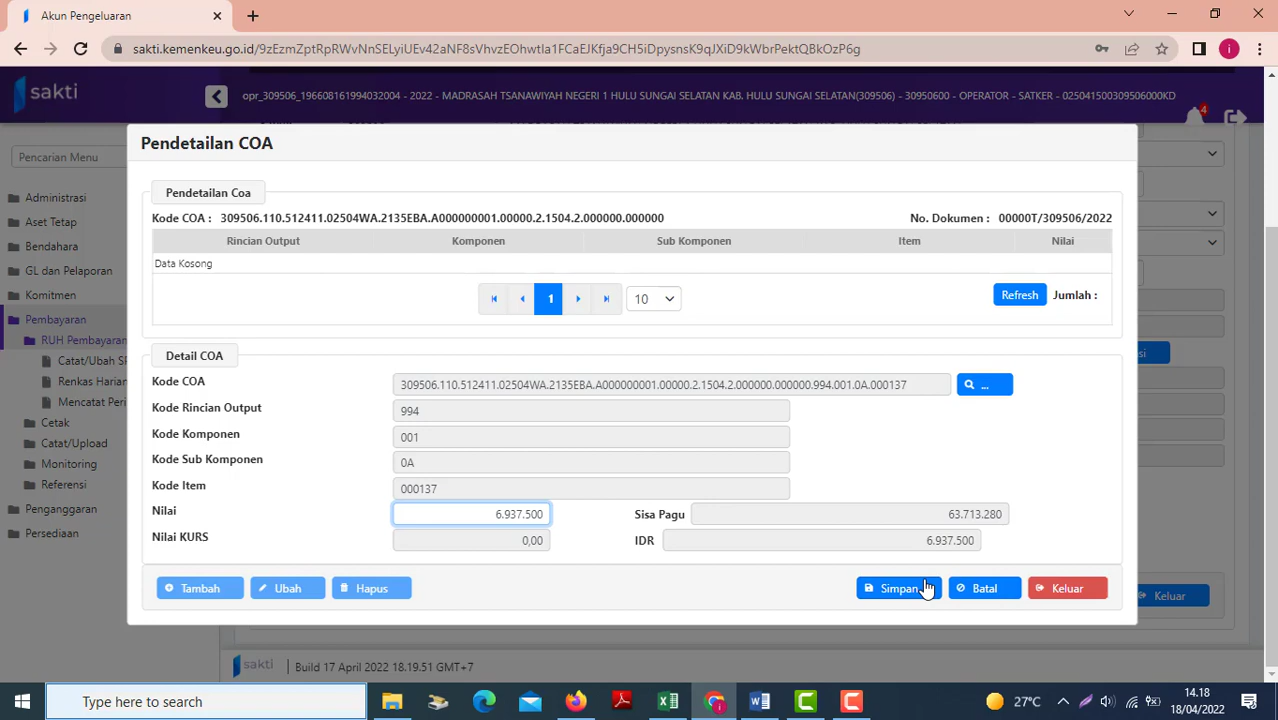 Akun Pengeluaran
sakti.kemenkeu.go.id/9zEzmZptRpRWvNnSELyiUEv42aNF8sVhvzEOhwtIa1FCaEJKfja9CH5iDpysnsK9qJXiD9kWbrPektQBkOzP6g
sakti
opr_309506_196608161994032004 - 2022 - MADRASAH TSANAWIYAH NEGERI 1 HULU SUNGAI SELATAN KAB. HULU SUNGAI SELATAN(309506) - 30950600 - OPERATOR - SATKER - 025041500309506000KD
4
Pencarian Menu
Administrasi
Aset Tetap
Bendahara
GL dan Pelaporan
Komitmen
Pembayaran
RUH Pembayaran
Catat/Ubah SP
Renkas Harian
Mencatat Peri
Cetak
Catat/Upload
Monitoring
Referensi
Penganggaran
Persediaan
Pendetailan COA
Pendetailan Coa
Kode COA : 309506.110.512411.02504WA.2135EBA.A000000001.00000.2.1504.2.000000.000000 No. Dokumen : 00000T/309506/2022
Rincian Output Komponen Sub Komponen Item Nilai
Data Kosong
1 10 Refresh Jumlah :
Detail COA
Kode COA 309506.110.512411.02504WA.2135EBA.A000000001.00000.2.1504.2.000000.000000.994.001.0A.000137 ...
Kode Rincian Output 994
Kode Komponen 001
Kode Sub Komponen 0A
Kode Item 000137
Nilai 6.937.500 Sisa Pagu 63.713.280
Nilai KURS 0,00 IDR 6.937.500
Tambah Ubah Hapus Simpan Batal Keluar
si
Keluar
sakti Build 17 April 2022 18.19.51 GMT+7
Type here to search
27°C
14.18
18/04/2022